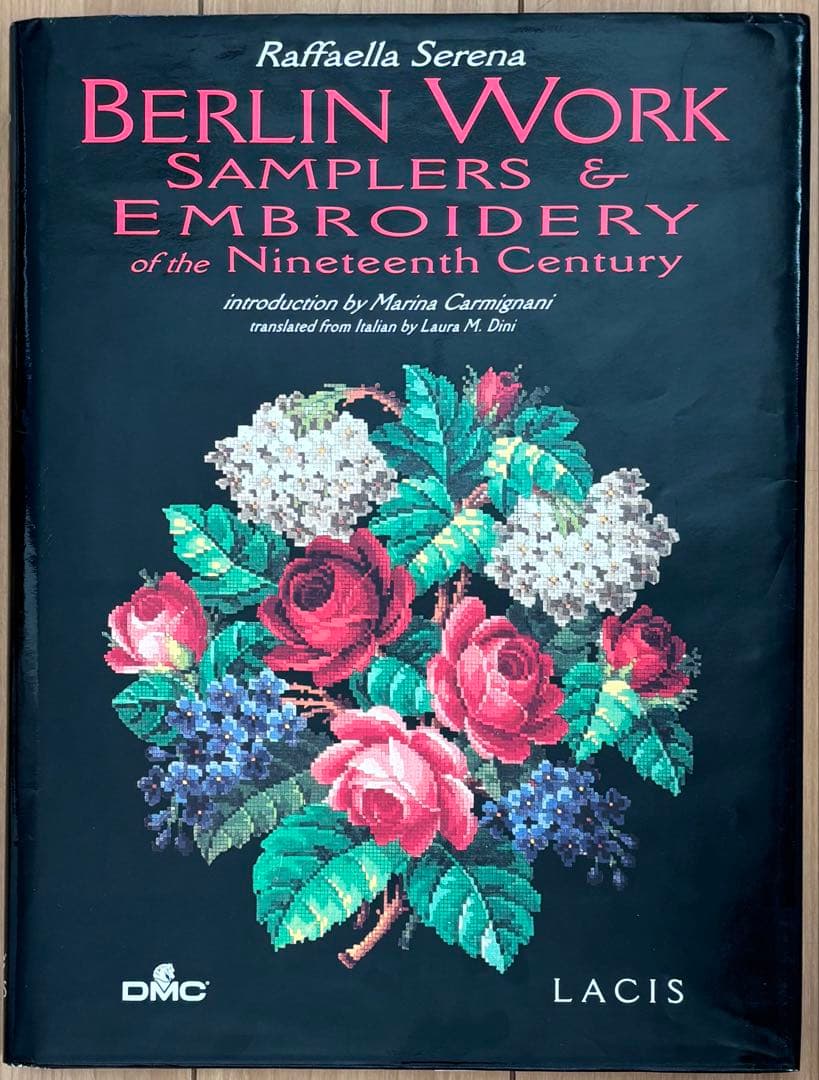 Raffaella Serena
BERLIN WORK
SAMPLERS &
EMBROIDERY
of the Nineteenth Century
introduction by Marina Carmignani
translated from Italian by Laura M. Dini
DMC
LACIS